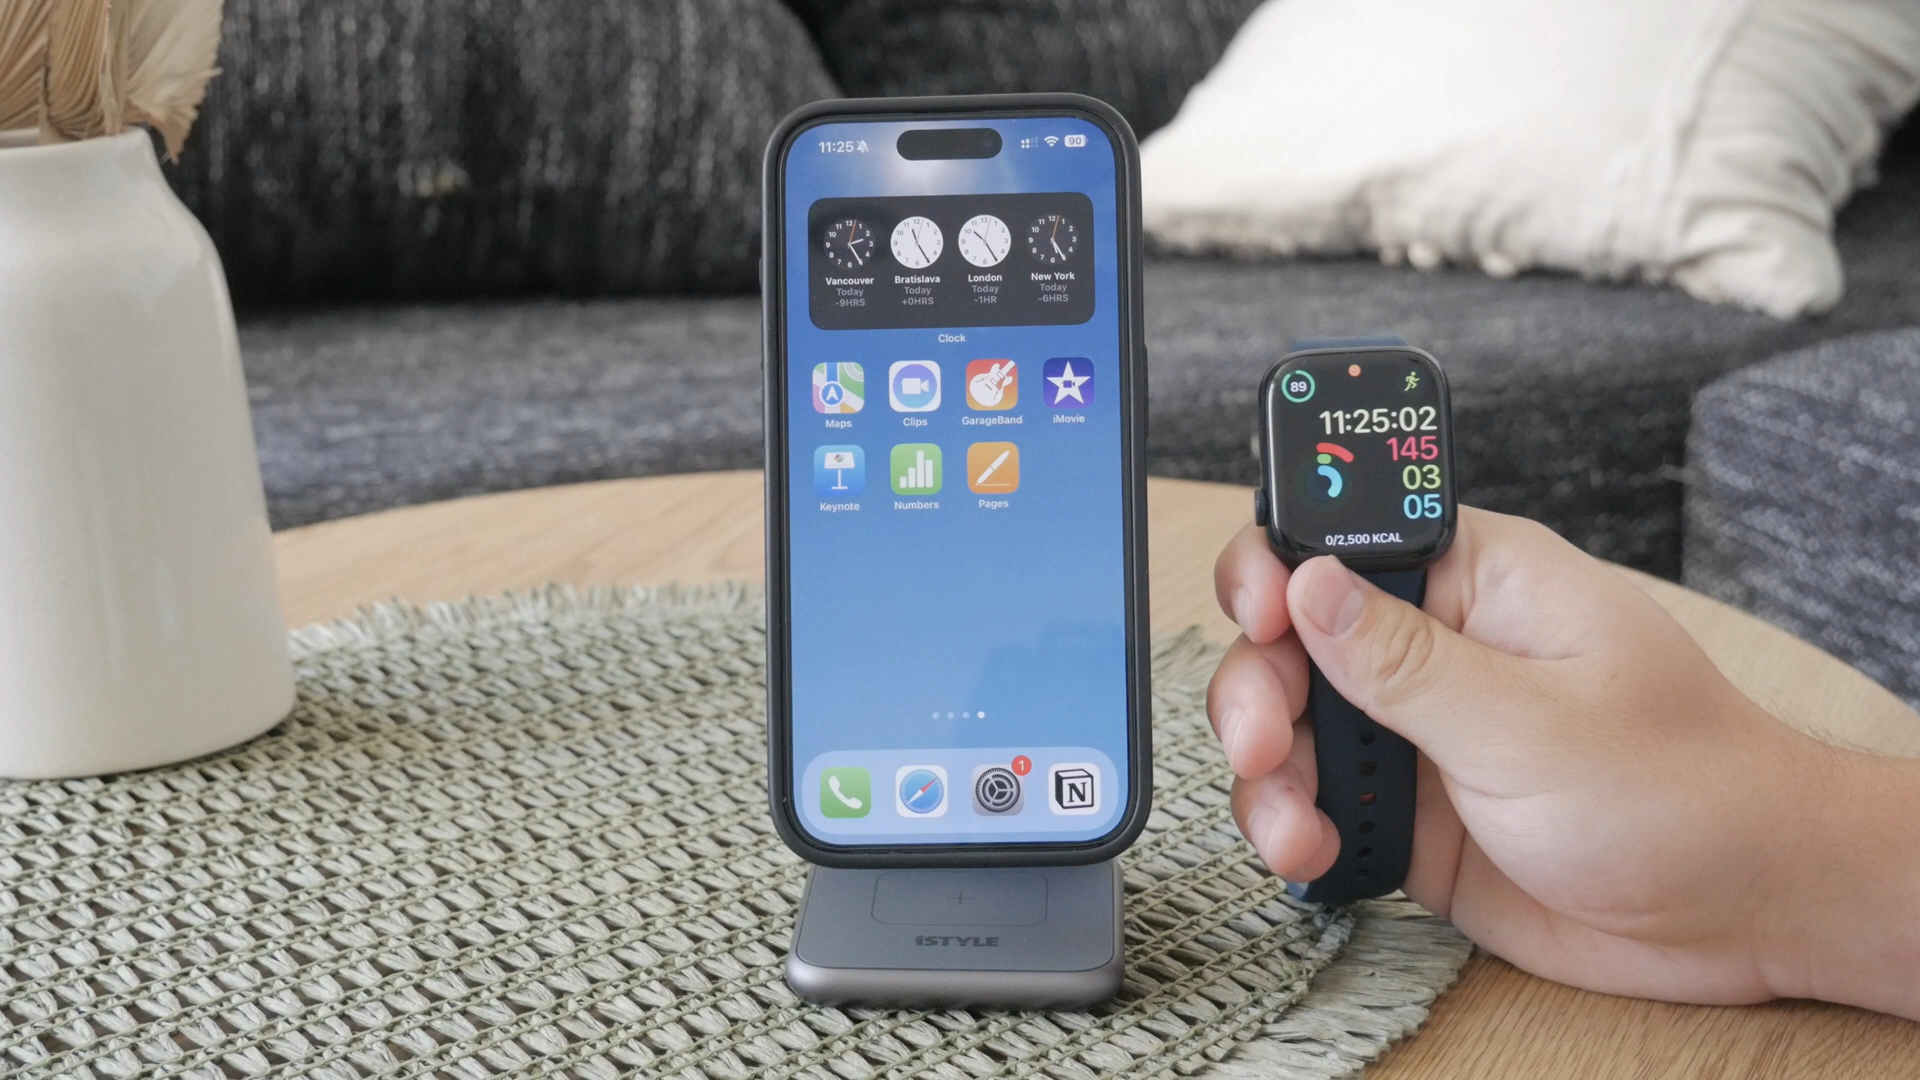 11:25
90
Vancouver Bratislava London New York
Today Today Today Today
-9HRS +0HRS -1HR -6HRS
Clock
Maps Clips GarageBand iMovie
Keynote Numbers Pages
1
N
iSTYLE
89
11:25:02
145
03
05
0/2,500 KCAL